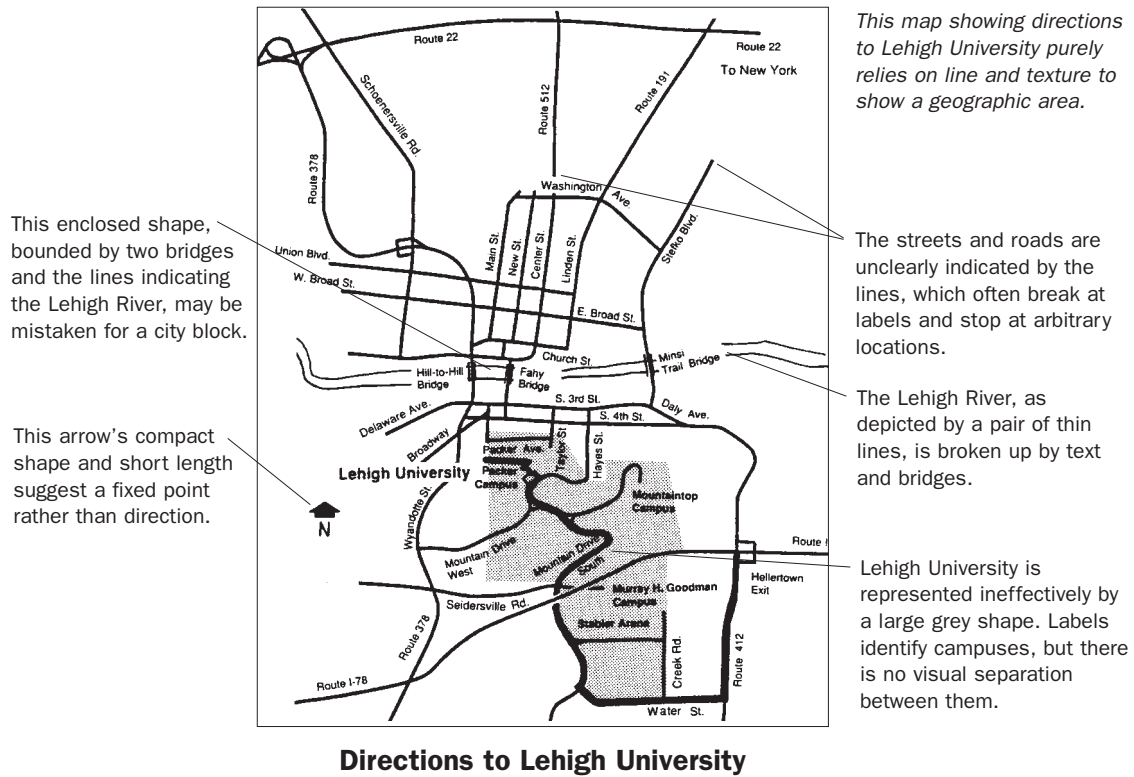 This map showing directions
to Lehigh University purely
relies on line and texture to
show a geographic area.
This enclosed shape,
bounded by two bridges
and the lines indicating
the Lehigh River, may be
mistaken for a city block.
This arrow's compact
shape and short length
suggest a fixed point
rather than direction.
Route 22
Route 22
To New York
Schoenersville Rd.
Route 512
Route 191
Route 378
Washington Ave
Stefko Blvd.
Main St.
New St.
Center St.
Linden St.
Union Blvd.
W. Broad St.
E. Broad St.
Church St.
Minsi
Trail Bridge
Hill-to-Hill
Bridge
Fahy
Bridge
S. 3rd St.
S. 4th St.
Daly Ave.
Delaware Ave.
Broadway
Packer Ave.
Taylor St
Hayes St.
Lehigh University
Packer
Campus
Mountaintop
Campus
N
Wyandotte St.
Mountain Drive
West
Mountain Drive
South
Route I
Hellertown
Exit
Murray H. Goodman
Campus
Seidersville Rd.
Stabler Arena
Route 378
Creek Rd.
Route 412
Route I-78
Water St.
The streets and roads are
unclearly indicated by the
lines, which often break at
labels and stop at arbitrary
locations.
The Lehigh River, as
depicted by a pair of thin
lines, is broken up by text
and bridges.
Lehigh University is
represented ineffectively by
a large grey shape. Labels
identify campuses, but there
is no visual separation
between them.
Directions to Lehigh University